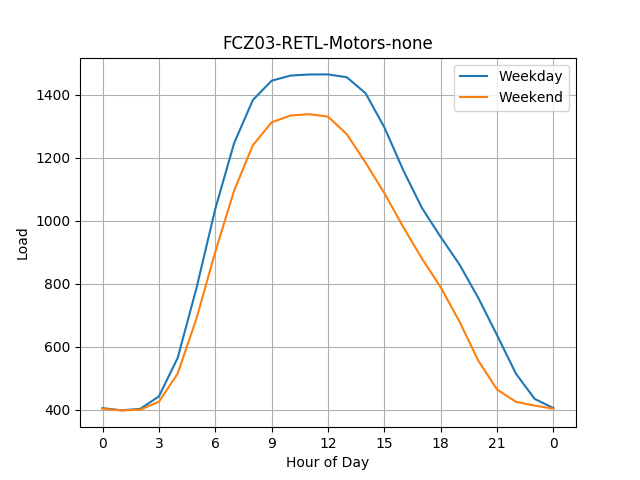 FCZ03-RETL-Motors-none
Weekday
Weekend
1400
1200
1000
800
600
400
Load
0 3 6 9 12 15 18 21 0
Hour of Day